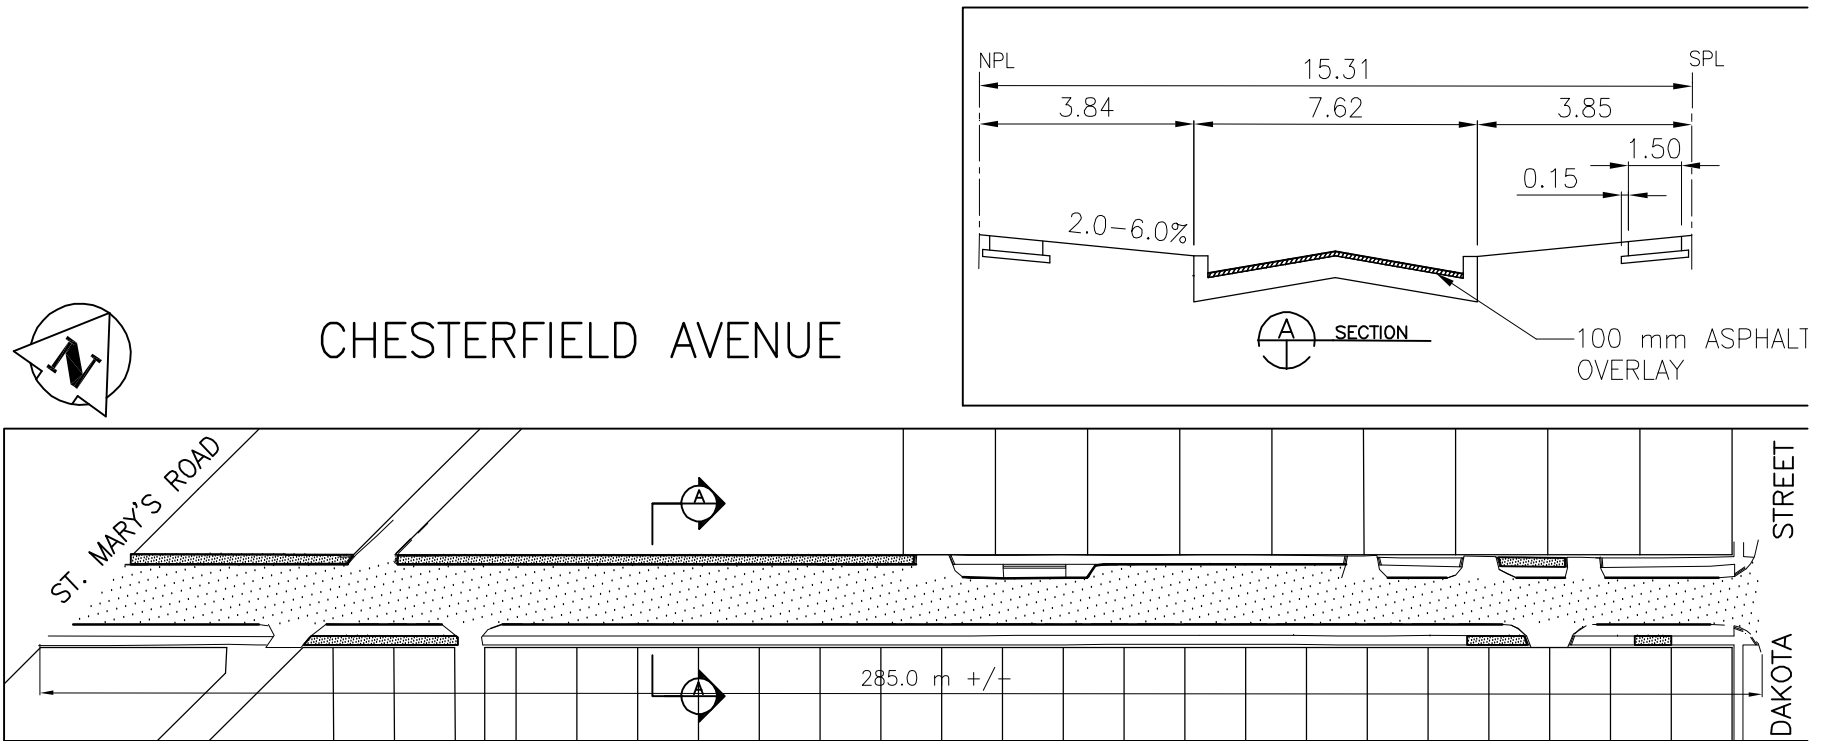 NPL
SPL
15.31
3.84
7.62
3.85
1.50
0.15
2.0-6.0%
A
SECTION
100 mm ASPHALT
OVERLAY
N
CHESTERFIELD AVENUE
ST. MARY'S ROAD
A
STREET
285.0 m +/-
A
DAKOTA